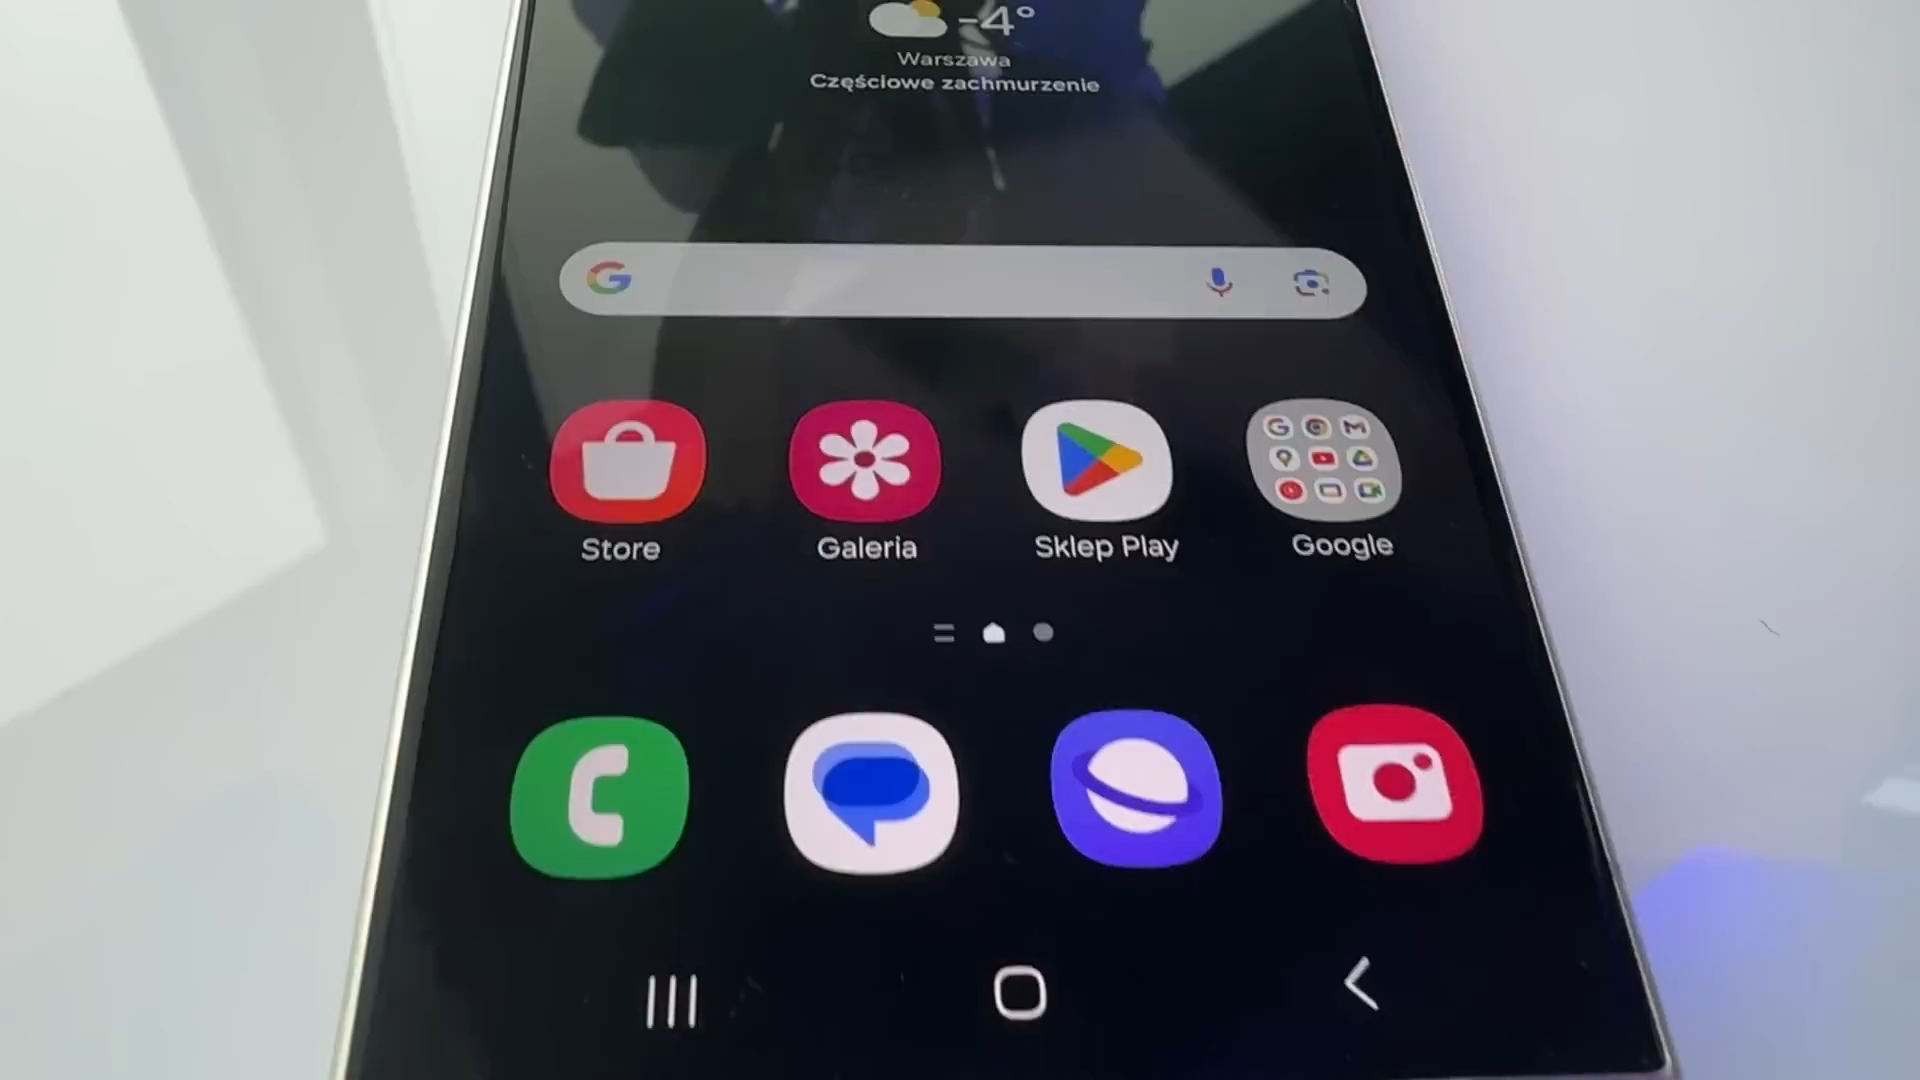 -4°
Warszawa
Częściowe zachmurzenie
Store
Galeria
Sklep Play
Google